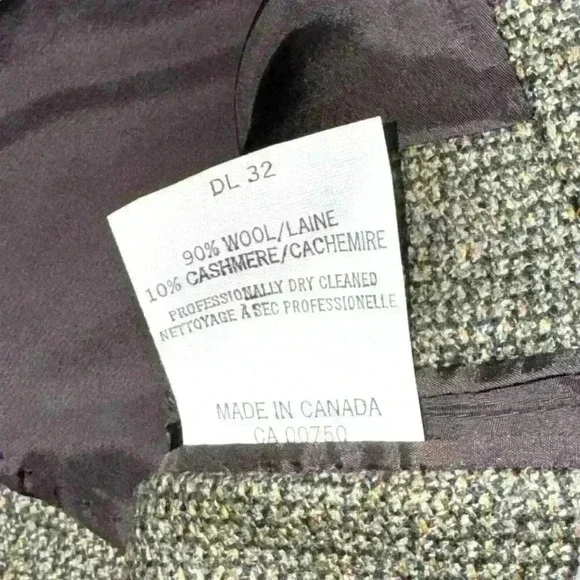 DL 32
90% WOOL/LAINE
10% CASHMERE/CACHEMIRE
PROFESSIONALLY DRY CLEANED
NETTOYAGE À SEC PROFESSIONELLE
MADE IN CANADA
CA 00750